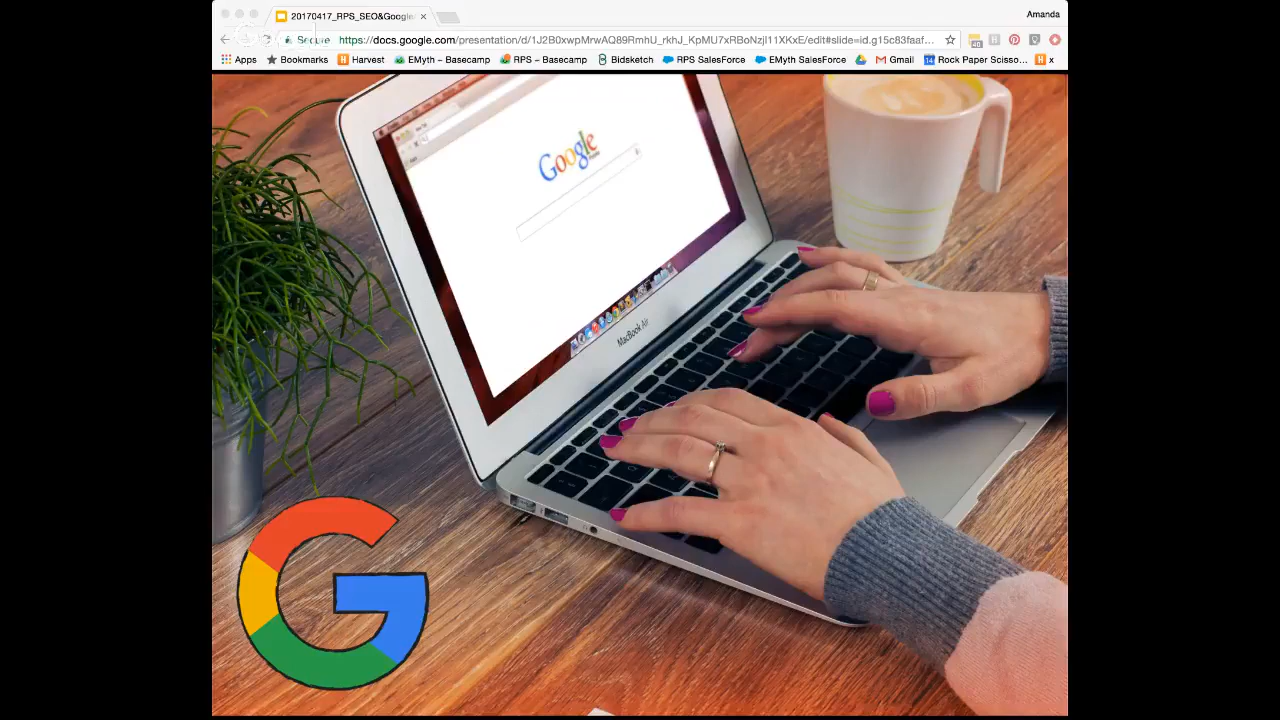 20170417_RPS_SEO&Google
Amanda
Secure https://docs.google.com/presentation/d/1J2B0xwpMrwAQ89RmhU_rkhJ_KpMU7xRBoNzjl11XKxE/edit#slide=id.g15c83faaf...
Apps Bookmarks Harvest EMyth – Basecamp RPS – Basecamp Bidsketch RPS SalesForce EMyth SalesForce Gmail Rock Paper Scisso... x
Google
MacBook Air
G